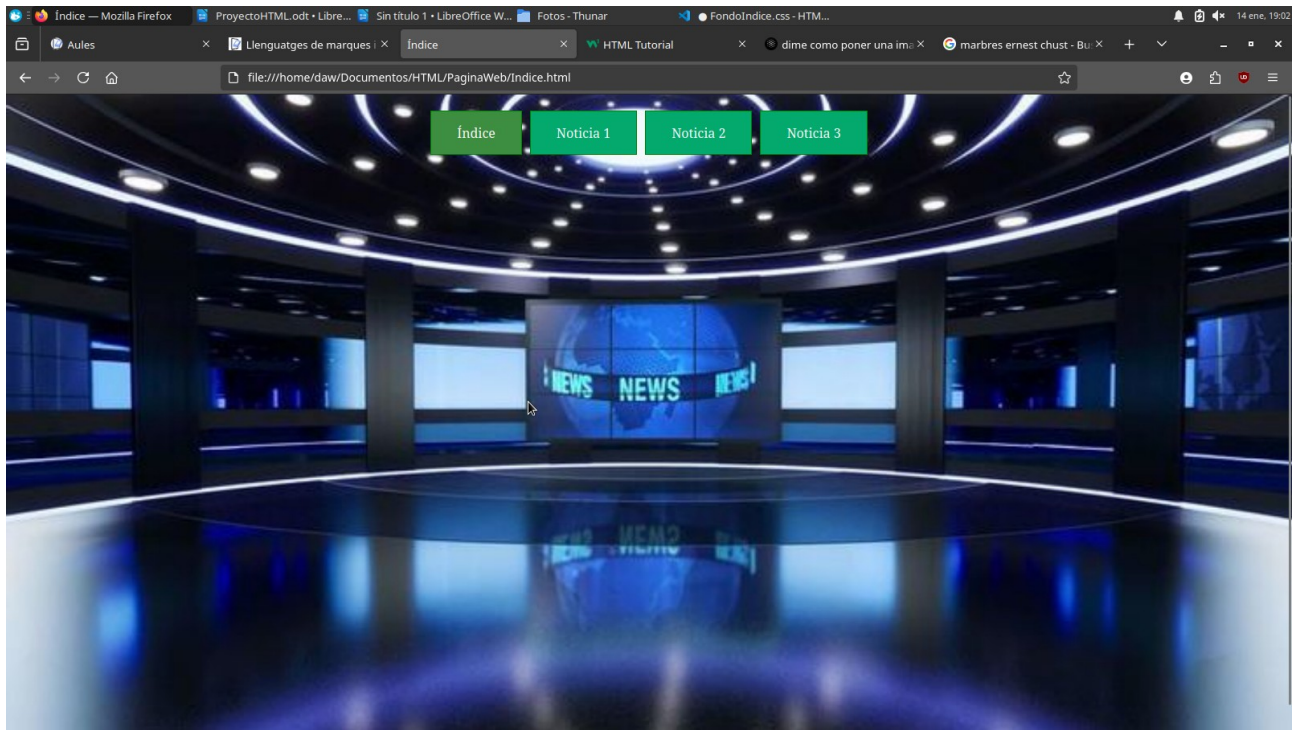 Índice — Mozilla Firefox ProyectoHTML.odt • Libre... Sin título 1 • LibreOffice W... Fotos - Thunar ● FondoIndice.css - HTM... 14 ene, 19:02
Aules Llenguatges de marques i Índice HTML Tutorial dime como poner una ima marbres ernest chust - Bu
file:///home/daw/Documentos/HTML/PaginaWeb/Indice.html
Índice Noticia 1 Noticia 2 Noticia 3
NEWS NEWS NEWS